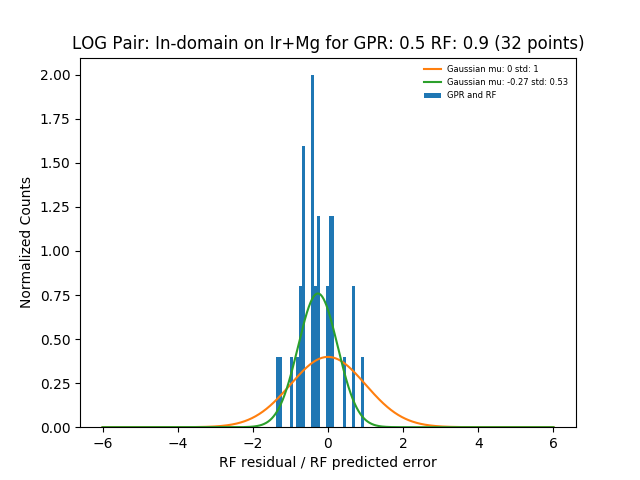 LOG Pair: In-domain on Ir+Mg for GPR: 0.5 RF: 0.9 (32 points)
Gaussian mu: 0 std: 1
Gaussian mu: -0.27 std: 0.53
GPR and RF
Normalized Counts
2.00
1.75
1.50
1.25
1.00
0.75
0.50
0.25
0.00
−6 −4 −2 0 2 4 6
RF residual / RF predicted error